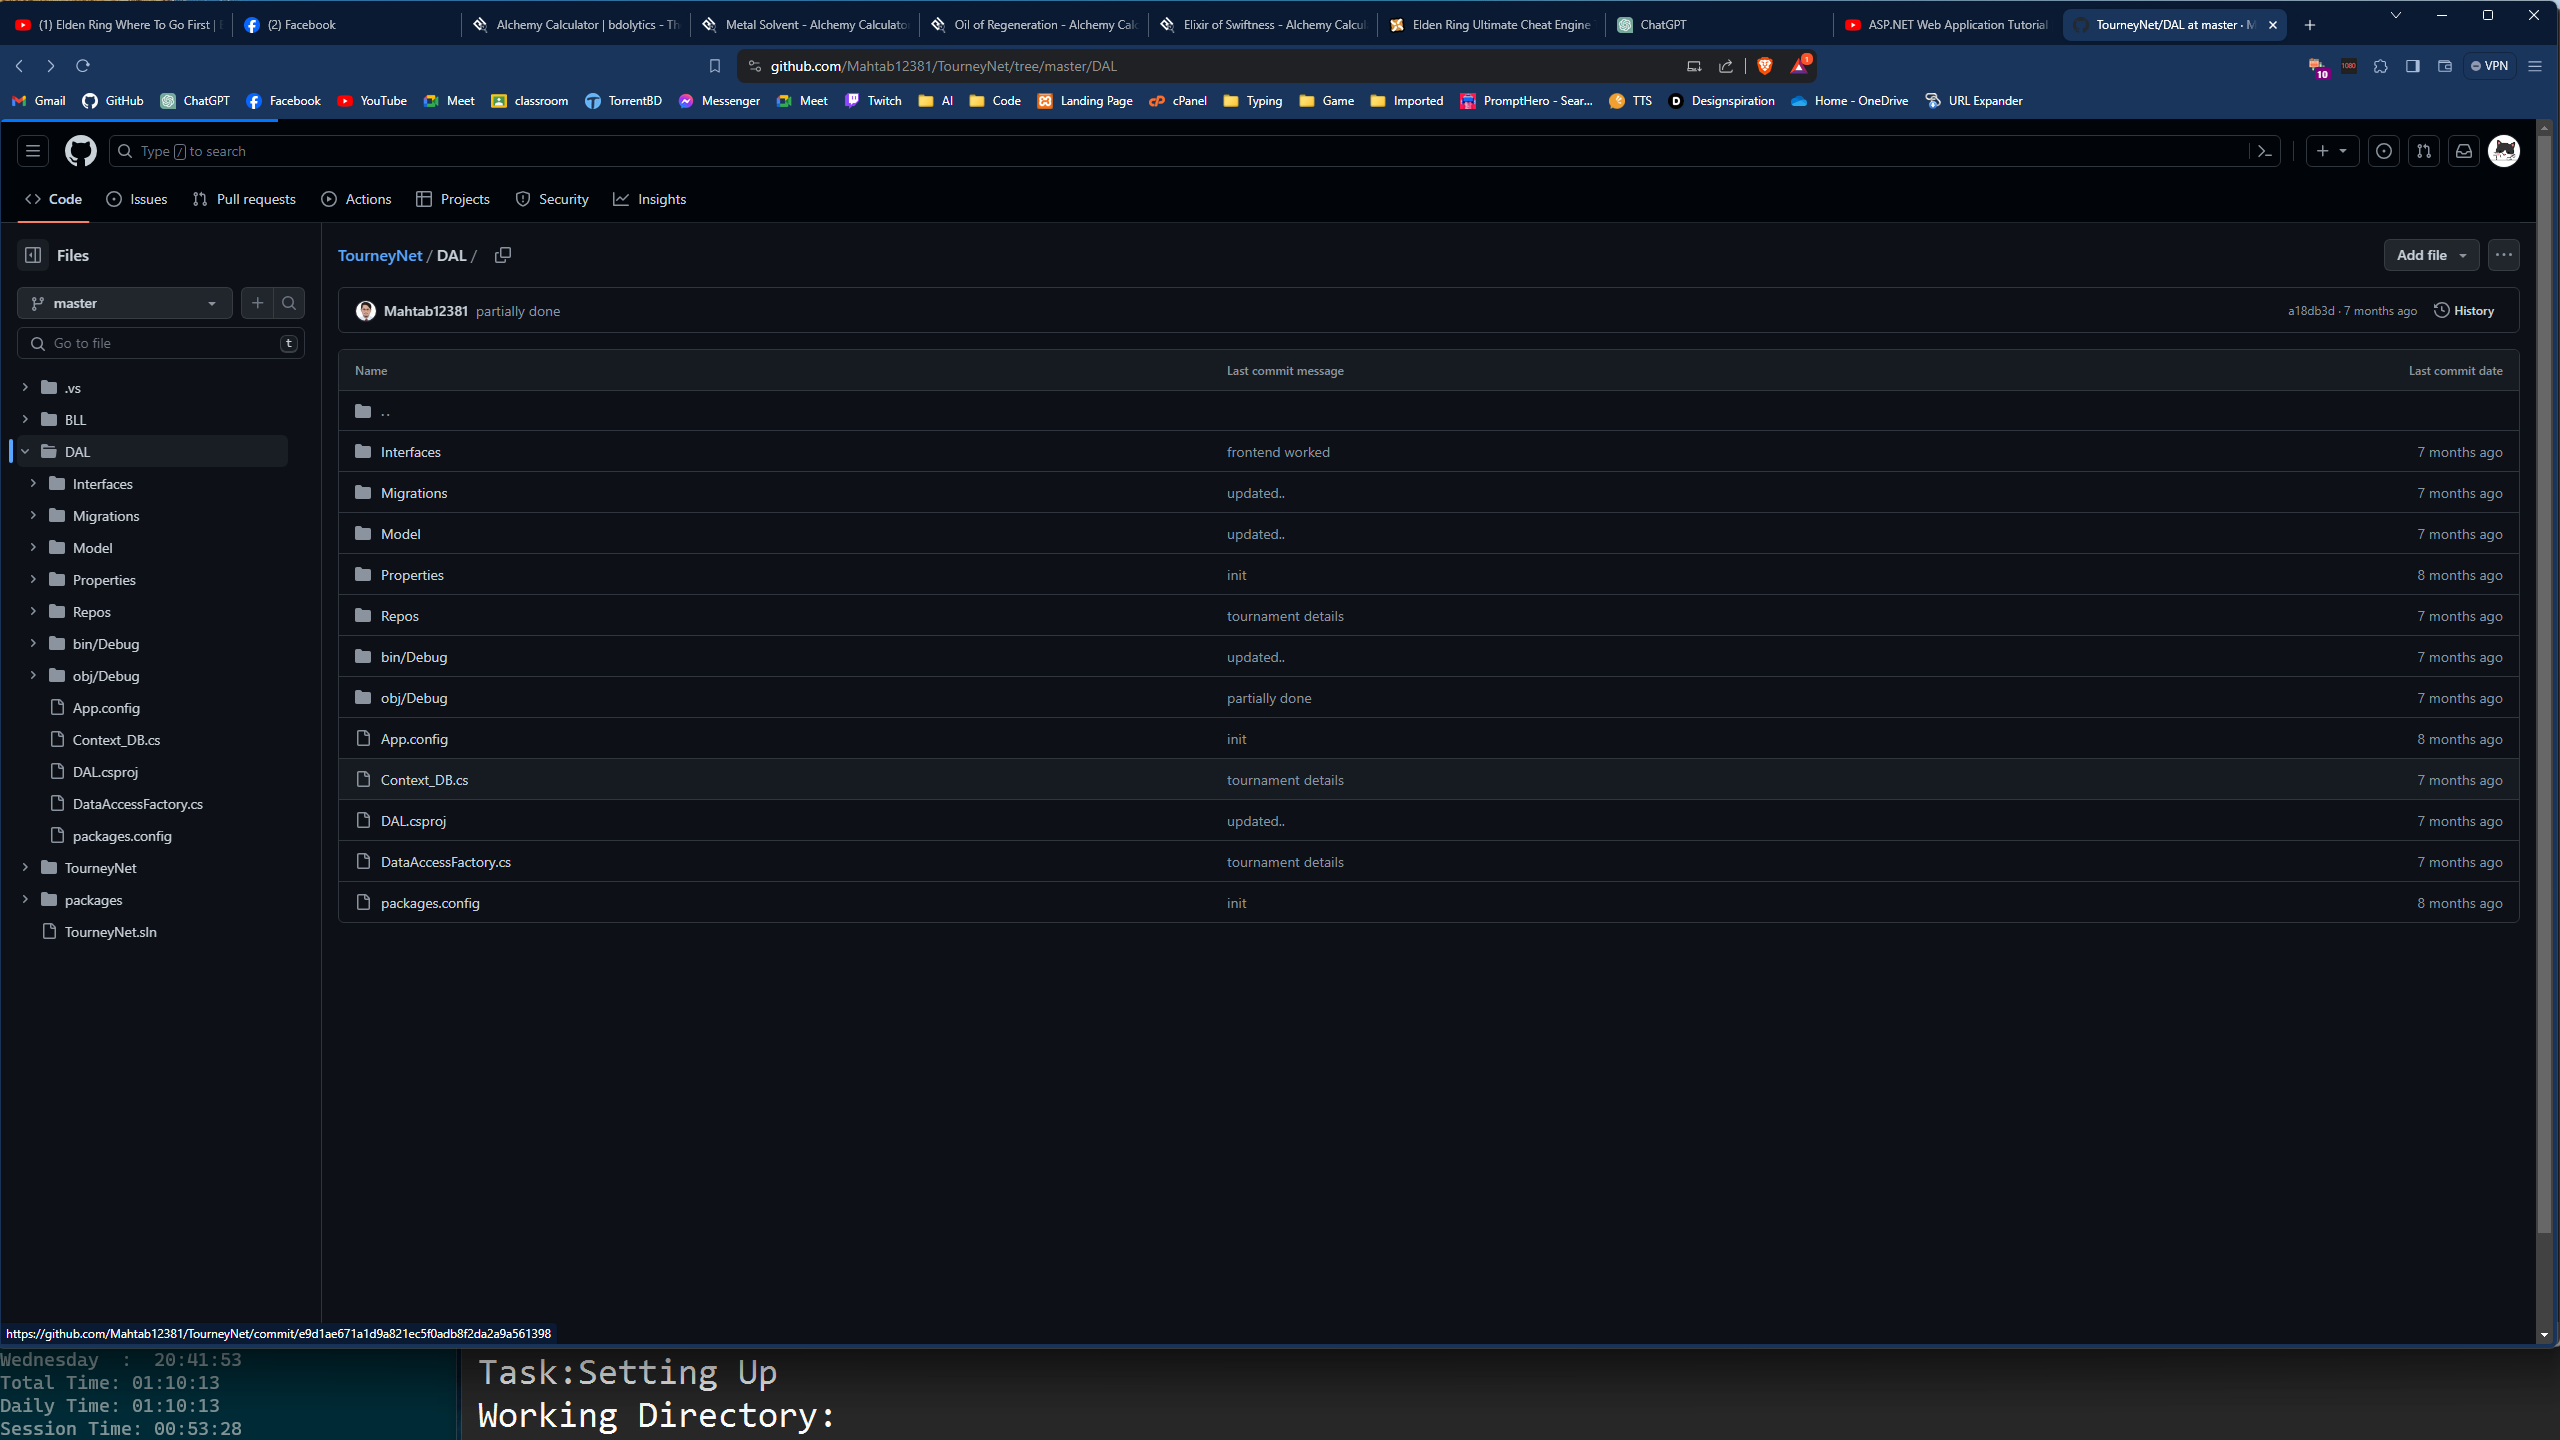 (1) Elden Ring Where To Go First |
(2) Facebook
Alchemy Calculator | bdolytics - Th
Metal Solvent - Alchemy Calculator
Oil of Regeneration - Alchemy Calc
Elixir of Swiftness - Alchemy Calcul
Elden Ring Ultimate Cheat Engine
ChatGPT
ASP.NET Web Application Tutorial
TourneyNet/DAL at master · M
github.com/Mahtab12381/TourneyNet/tree/master/DAL
1
10
1080
VPN
Gmail
GitHub
ChatGPT
Facebook
YouTube
Meet
classroom
TorrentBD
Messenger
Meet
Twitch
AI
Code
Landing Page
cPanel
Typing
Game
Imported
PromptHero - Sear...
TTS
Designspiration
Home - OneDrive
URL Expander
Type / to search
Code
Issues
Pull requests
Actions
Projects
Security
Insights
Files
master
Go to file
t
.vs
BLL
DAL
Interfaces
Migrations
Model
Properties
Repos
bin/Debug
obj/Debug
App.config
Context_DB.cs
DAL.csproj
DataAccessFactory.cs
packages.config
TourneyNet
packages
TourneyNet.sln
TourneyNet / DAL /
Add file
Mahtab12381 partially done
a18db3d · 7 months ago
History
Name Last commit message Last commit date
..
Interfaces frontend worked 7 months ago
Migrations updated.. 7 months ago
Model updated.. 7 months ago
Properties init 8 months ago
Repos tournament details 7 months ago
bin/Debug updated.. 7 months ago
obj/Debug partially done 7 months ago
App.config init 8 months ago
Context_DB.cs tournament details 7 months ago
DAL.csproj updated.. 7 months ago
DataAccessFactory.cs tournament details 7 months ago
packages.config init 8 months ago
https://github.com/Mahtab12381/TourneyNet/commit/e9d1ae671a1d9a821ec5f0adb8f2da2a9a561398
Wednesday : 20:41:53
Total Time: 01:10:13
Daily Time: 01:10:13
Session Time: 00:53:28
Task:Setting Up
Working Directory: